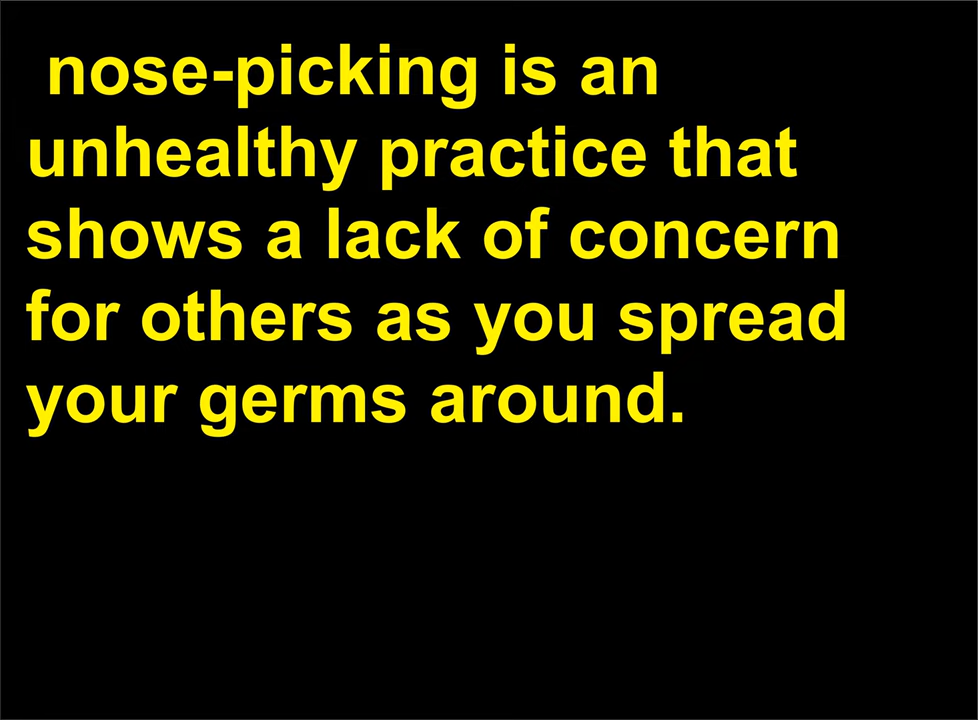 nose-picking is an
unhealthy practice that
shows a lack of concern
for others as you spread
your germs around.